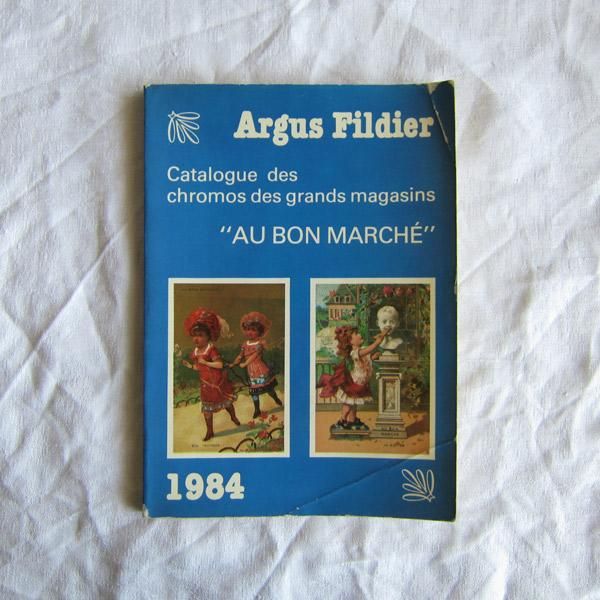 Argus Fildier
Catalogue des
chromos des grands magasins
"AU BON MARCHÉ"
1984